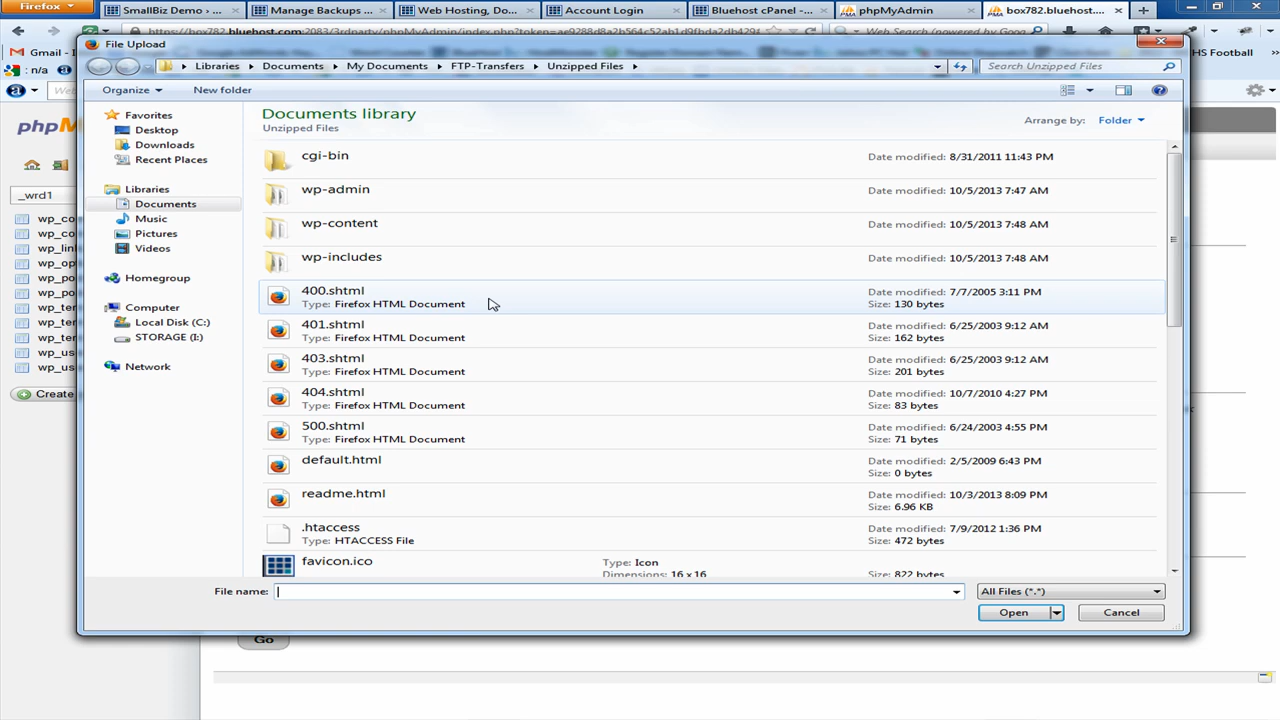 Firefox
SmallBiz Demo › ...
Manage Backups ...
Web Hosting, Do...
Account Login
Bluehost cPanel -...
phpMyAdmin
box782.bluehost....
File Upload
Gmail - I
HS Football
: n/a
Libraries
Documents
My Documents
FTP-Transfers
Unzipped Files
Search Unzipped Files
Organize
New folder
phpM
Favorites
Desktop
Downloads
Recent Places
Libraries
Documents
Music
Pictures
Videos
Homegroup
Computer
Local Disk (C:)
STORAGE (I:)
Network
_wrd1
wp_co
wp_co
wp_lin
wp_op
wp_po
wp_po
wp_ter
wp_ter
wp_ter
wp_us
wp_us
Create
Documents library
Unzipped Files
Arrange by: Folder
cgi-bin
Date modified: 8/31/2011 11:43 PM
wp-admin
Date modified: 10/5/2013 7:47 AM
wp-content
Date modified: 10/5/2013 7:48 AM
wp-includes
Date modified: 10/5/2013 7:48 AM
400.shtml
Type: Firefox HTML Document
Date modified: 7/7/2005 3:11 PM
Size: 130 bytes
401.shtml
Type: Firefox HTML Document
Date modified: 6/25/2003 9:12 AM
Size: 162 bytes
403.shtml
Type: Firefox HTML Document
Date modified: 6/25/2003 9:12 AM
Size: 201 bytes
404.shtml
Type: Firefox HTML Document
Date modified: 10/7/2010 4:27 PM
Size: 83 bytes
500.shtml
Type: Firefox HTML Document
Date modified: 6/24/2003 4:55 PM
Size: 71 bytes
default.html
Date modified: 2/5/2009 6:43 PM
Size: 0 bytes
readme.html
Date modified: 10/3/2013 8:09 PM
Size: 6.96 KB
.htaccess
Type: HTACCESS File
Date modified: 7/9/2012 1:36 PM
Size: 472 bytes
favicon.ico
Type: Icon
Dimensions: 16 x 16
Size: 822 bytes
File name:
All Files (*.*)
Open
Cancel
Go